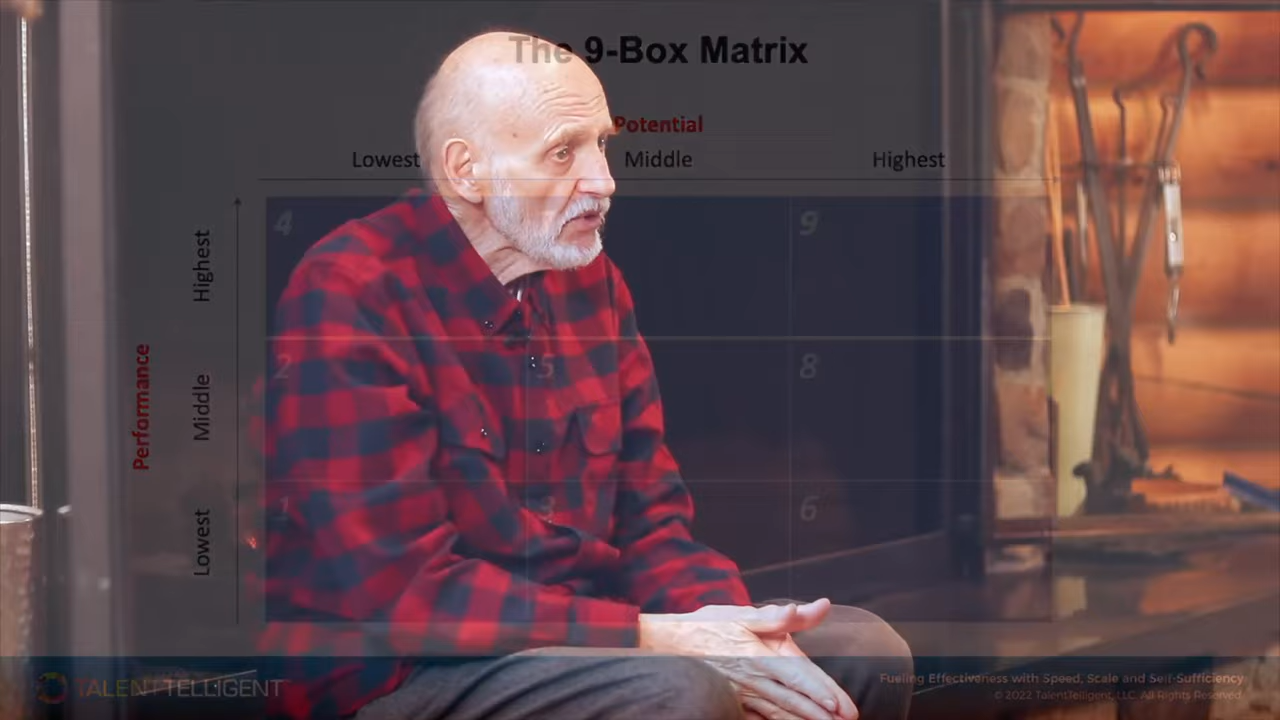 The 9-Box Matrix
Potential
Lowest Middle Highest
Performance
Highest
Middle
Lowest
4 9
2 5 8
1 3 6
TALENTTELLIGENT
Fueling Effectiveness with Speed, Scale and Self-Sufficiency
© 2022 TalentTelligent, LLC. All Rights Reserved.